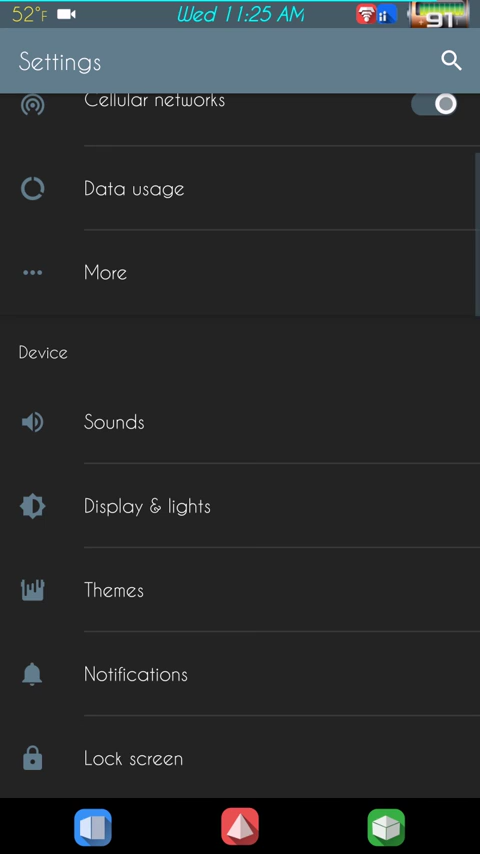 52°F
Wed 11:25 AM
91
Settings
Cellular networks
Data usage
More
Device
Sounds
Display & lights
Themes
Notifications
Lock screen